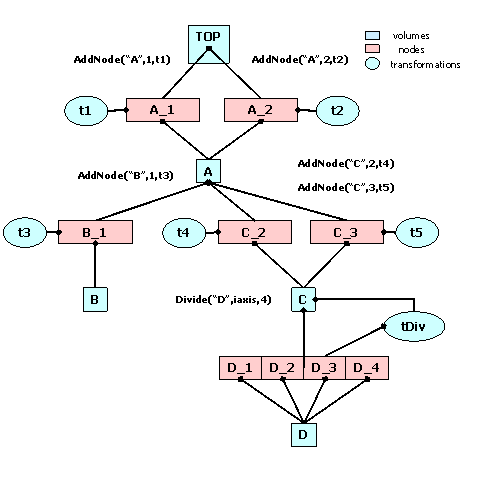 TOP
volumes
nodes
transformations
AddNode("A",1,t1)
AddNode("A",2,t2)
t1
A_1
A_2
t2
A
AddNode("B",1,t3)
AddNode("C",2,t4)
AddNode("C",3,t5)
t3
B_1
t4
C_2
C_3
t5
B
Divide("D",iaxis,4)
C
tDiv
D_1 D_2 D_3 D_4
D